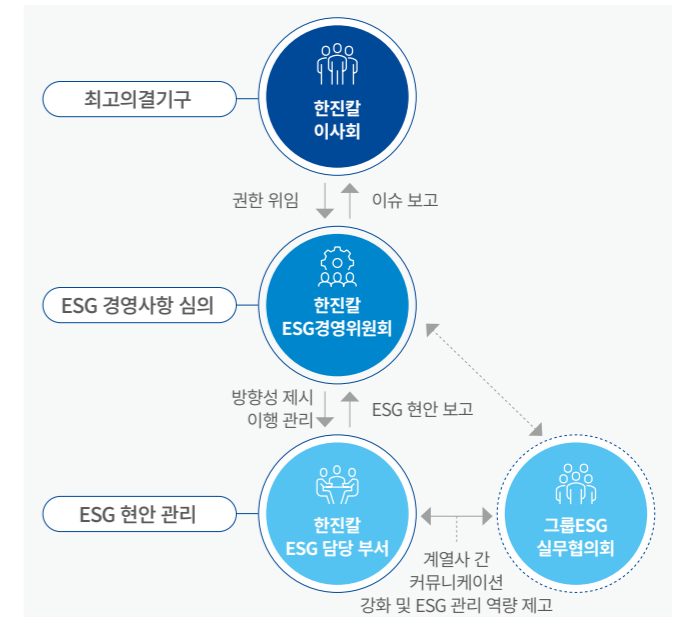 최고의결기구
한진칼
이사회
권한 위임
이슈 보고
ESG 경영사항 심의
한진칼
ESG경영위원회
방향성 제시
이행 관리
ESG 현안 보고
ESG 현안 관리
한진칼
ESG 담당 부서
그룹ESG
실무협의회
계열사 간
커뮤니케이션
강화 및 ESG 관리 역량 제고